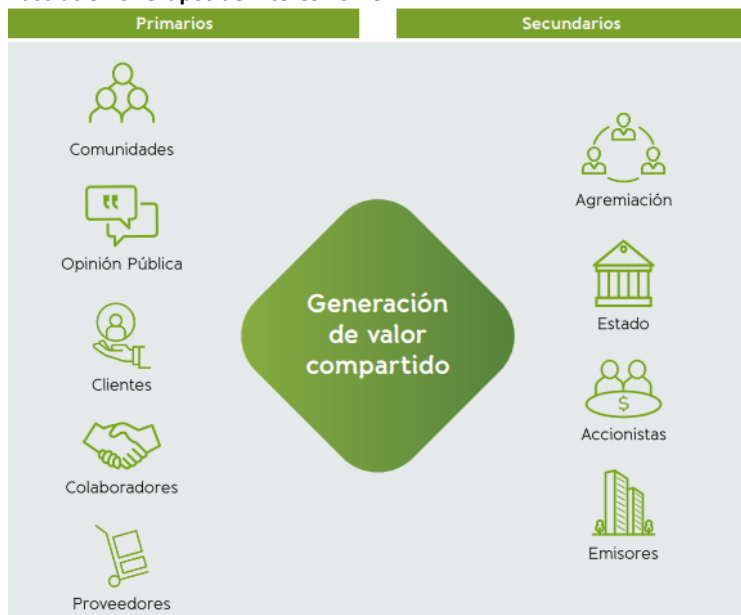 Primarios
Secundarios
Comunidades
Opinión Pública
Clientes
Colaboradores
Proveedores
Generación
de valor
compartido
Agremiación
Estado
$
Accionistas
Emisores